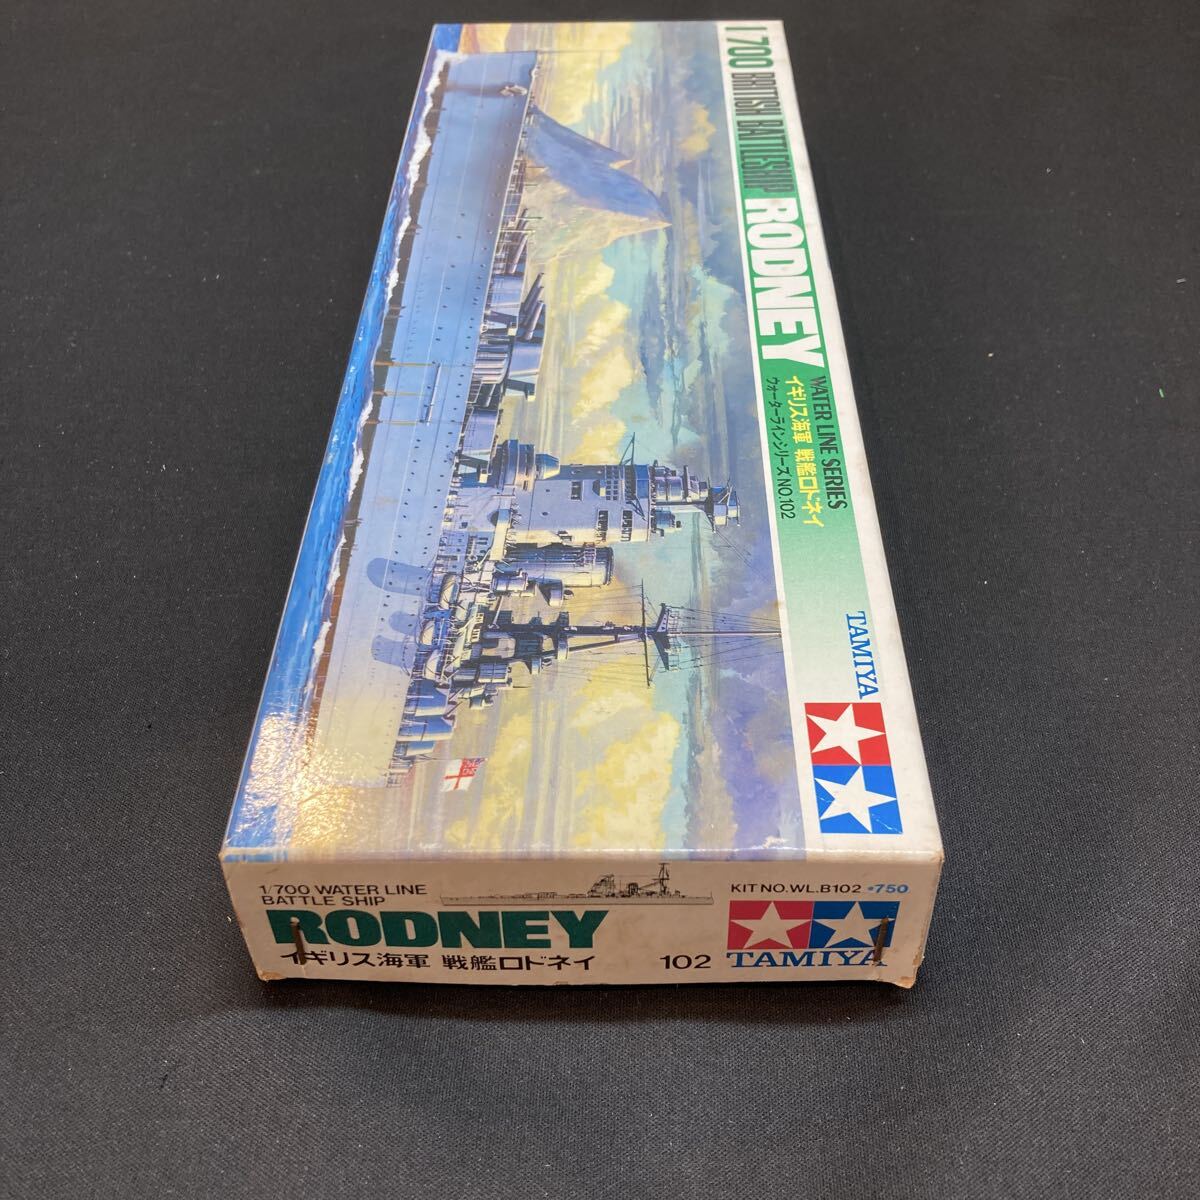 1/700 BRITISH BATTLESHIP RODNEY
WATER LINE SERIES
イギリス海軍 戦艦ロドネイ
ウォーターラインシリーズ NO.102
TAMIYA
1/700 WATER LINE
BATTLE SHIP
RODNEY
イギリス海軍 戦艦ロドネイ
102
KIT NO.WL.B102 •750
TAMIYA